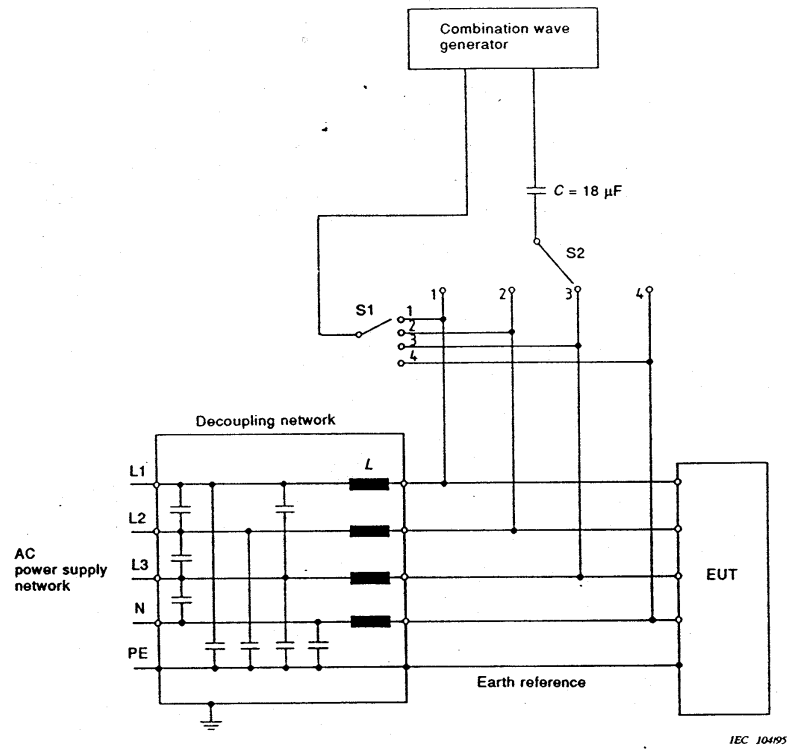 Combination wave
generator
C = 18 µF
S2
1
2
3
4
S1
1
2
3
4
Decoupling network
L
L1
L2
L3
N
PE
AC
power supply
network
EUT
Earth reference
IEC 104/95